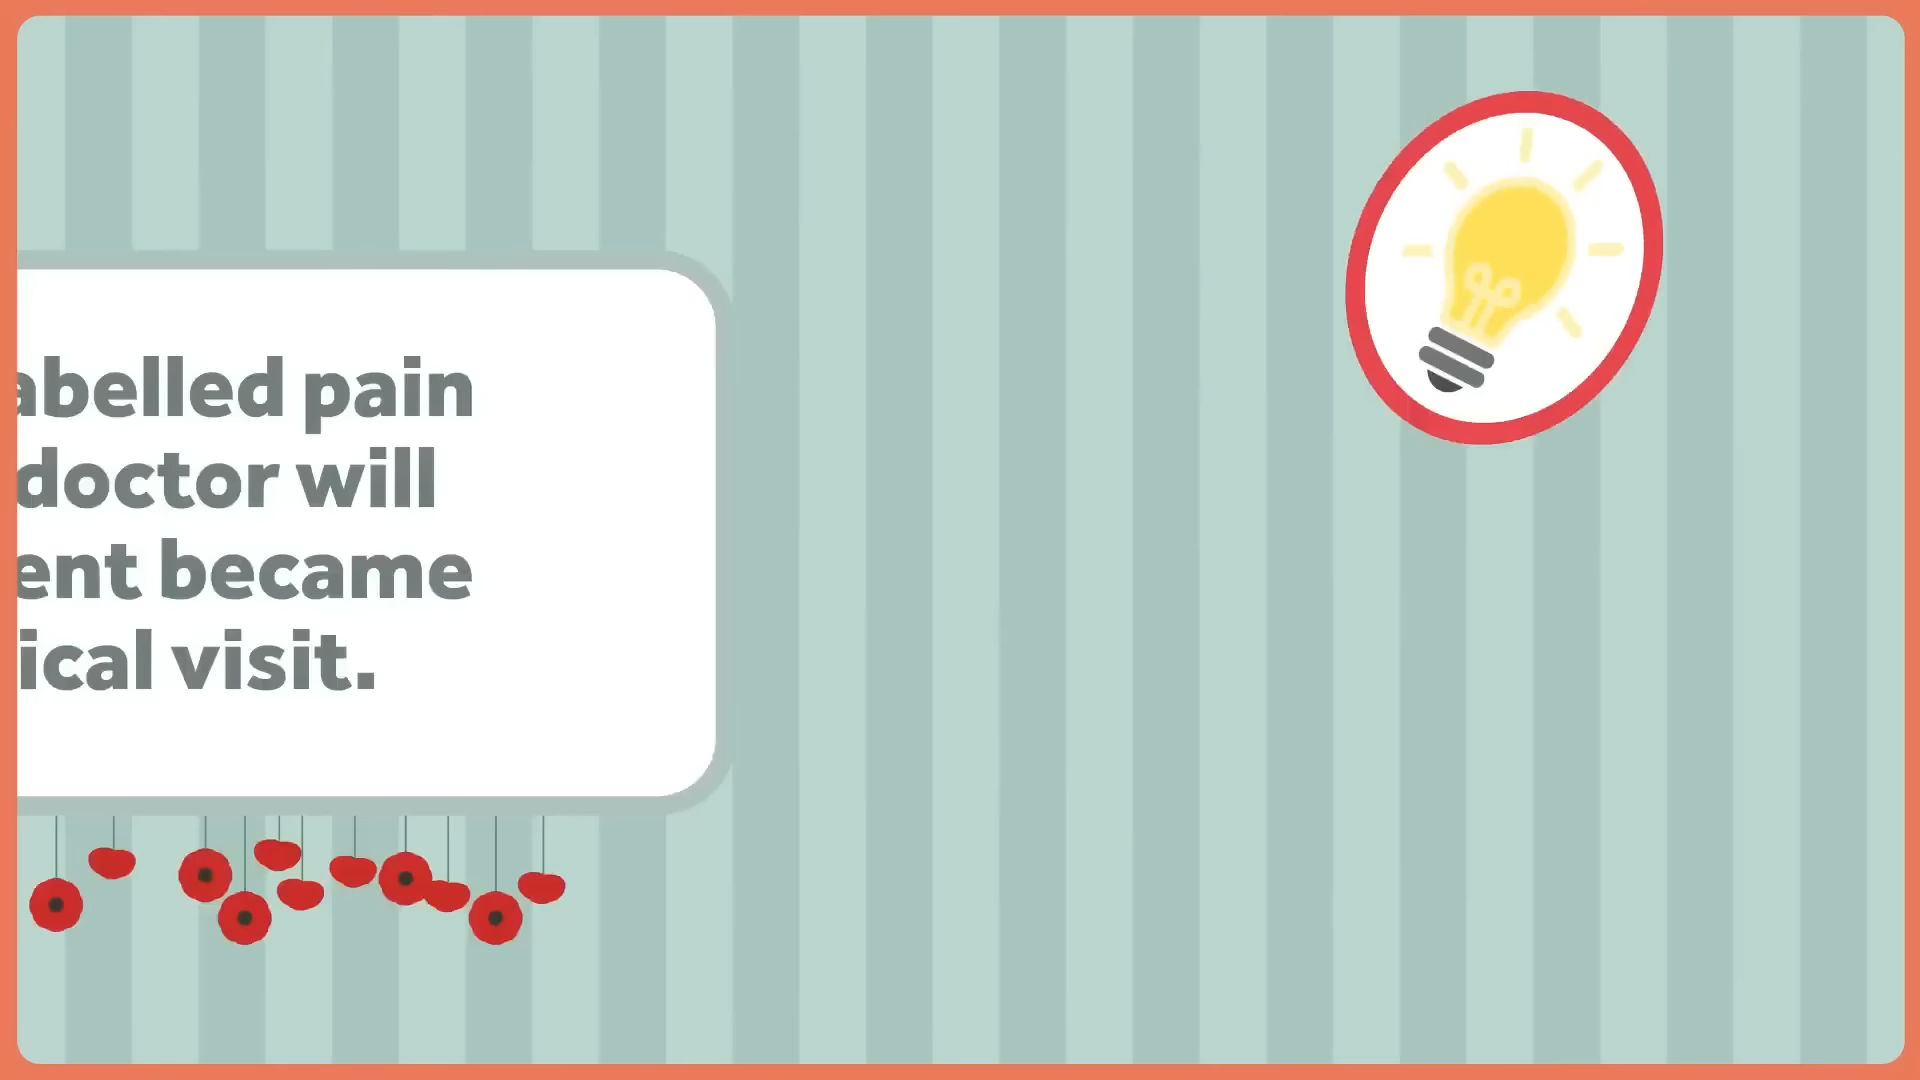 abelled pain
doctor will
ent became
ical visit.